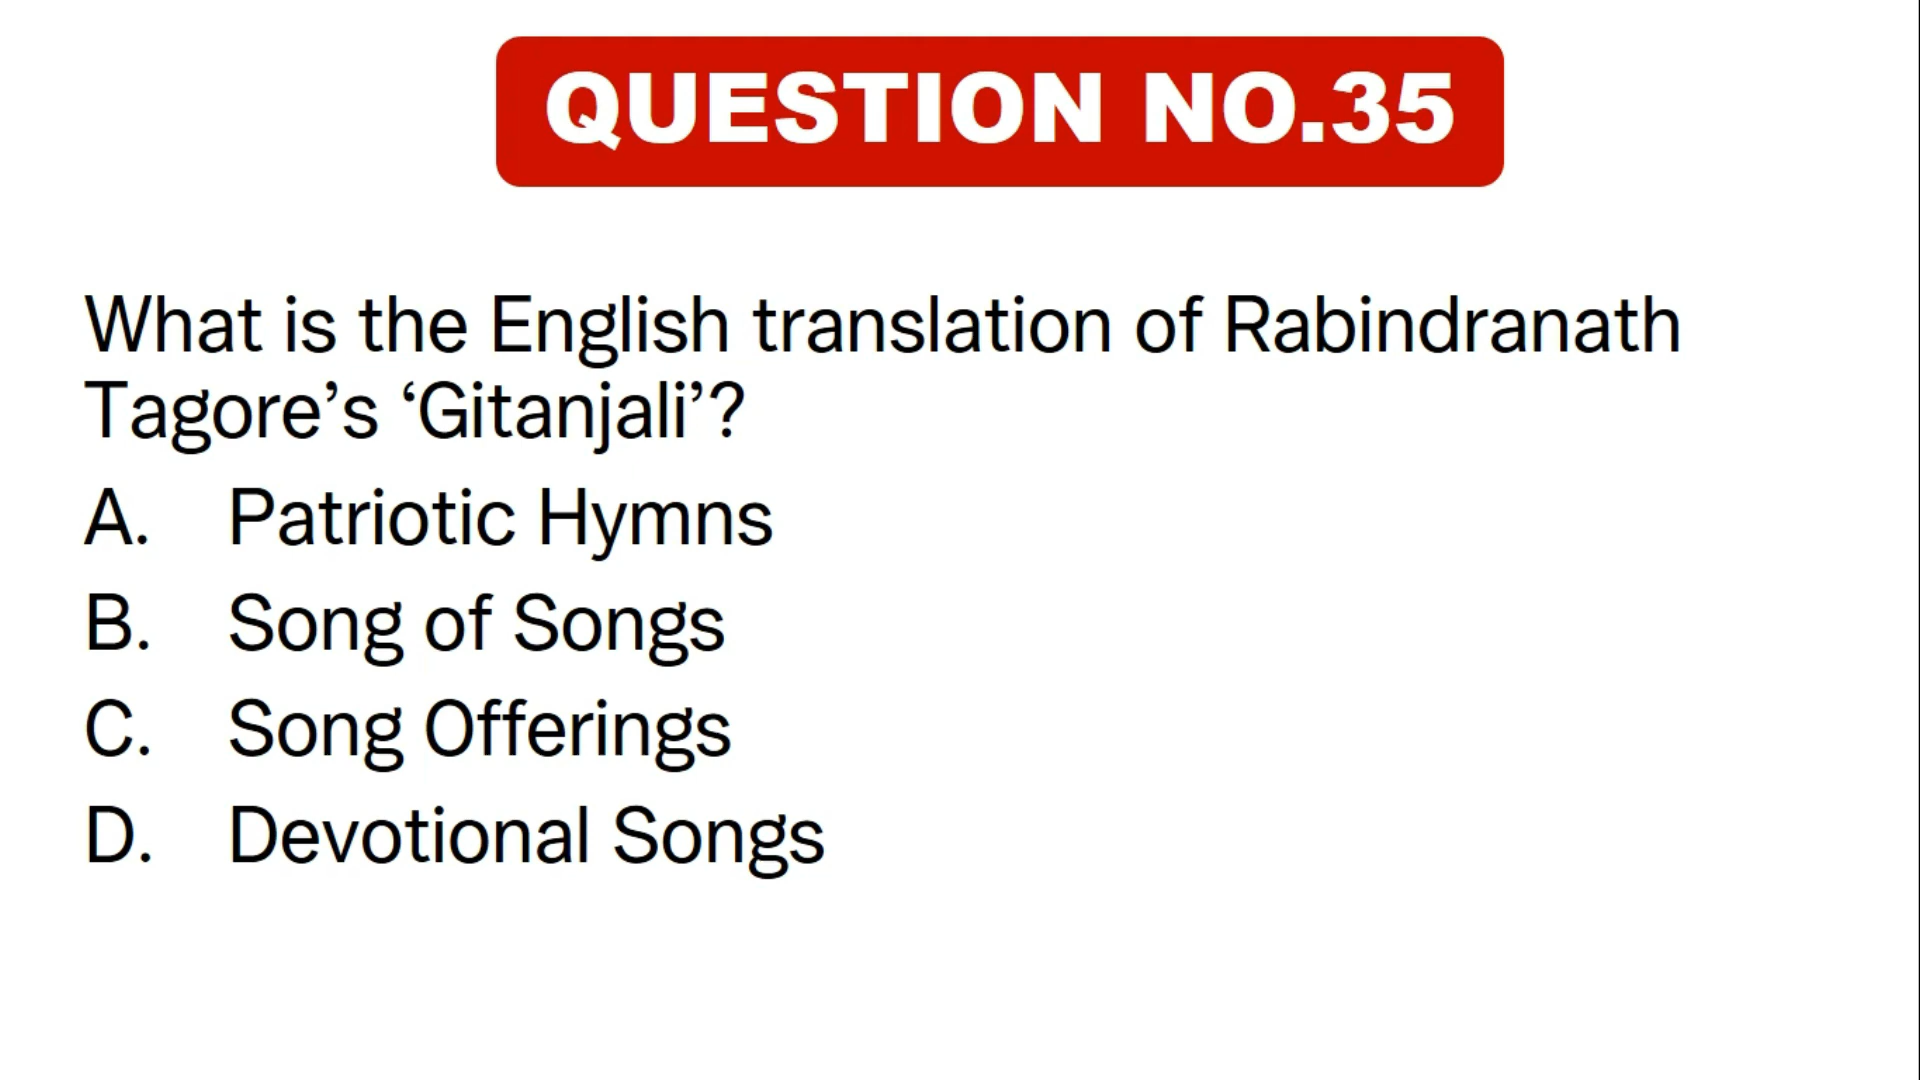 QUESTION NO.35
What is the English translation of Rabindranath
Tagore’s ‘Gitanjali’?
A. Patriotic Hymns
B. Song of Songs
C. Song Offerings
D. Devotional Songs